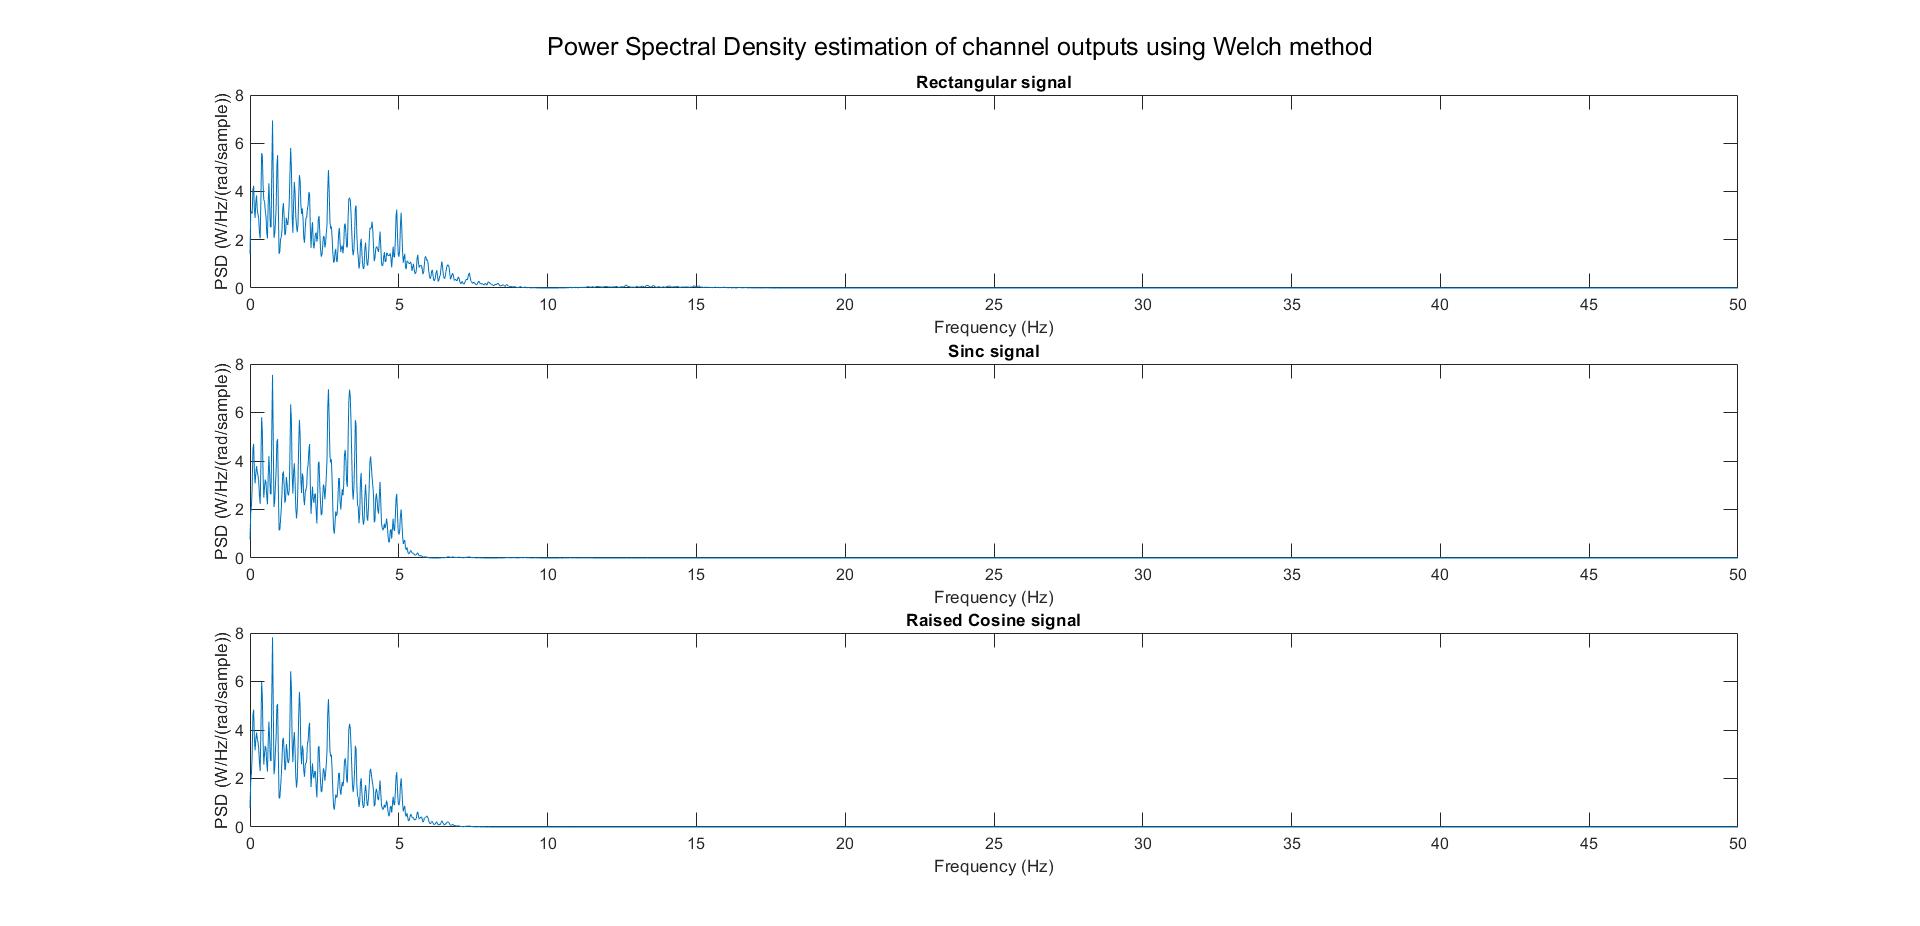 Power Spectral Density estimation of channel outputs using Welch method
Rectangular signal
PSD (W/Hz/(rad/sample))
8
6
4
2
0
0 5 10 15 20 25 30 35 40 45 50
Frequency (Hz)
Sinc signal
PSD (W/Hz/(rad/sample))
8
6
4
2
0
0 5 10 15 20 25 30 35 40 45 50
Frequency (Hz)
Raised Cosine signal
PSD (W/Hz/(rad/sample))
8
6
4
2
0
0 5 10 15 20 25 30 35 40 45 50
Frequency (Hz)